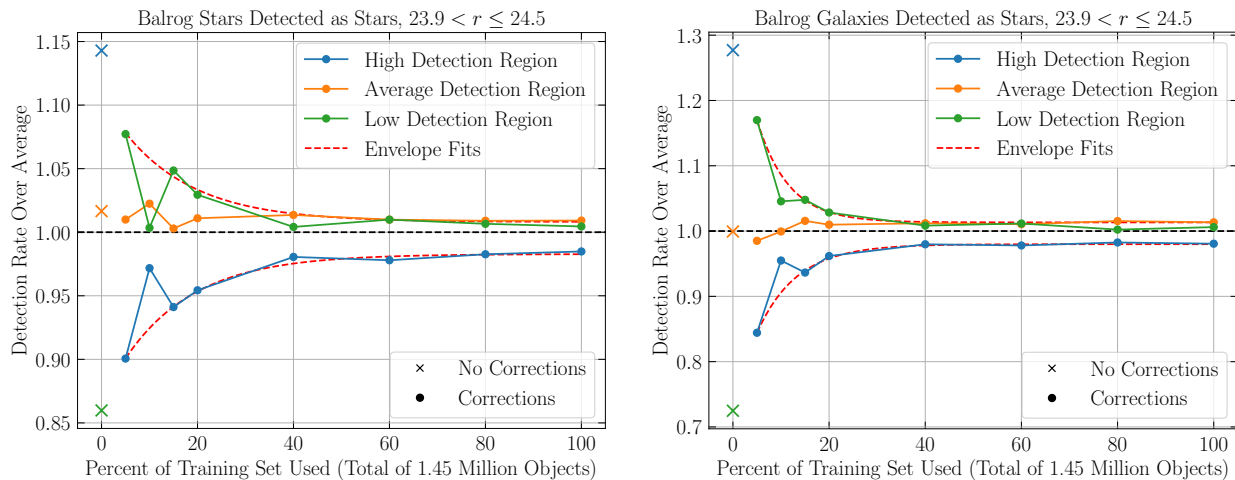 Balrog Stars Detected as Stars, 23.9 < r ≤ 24.5
Detection Rate Over Average
1.15
1.10
1.05
1.00
0.95
0.90
0.85
High Detection Region
Average Detection Region
Low Detection Region
Envelope Fits
No Corrections
Corrections
0 20 40 60 80 100
Percent of Training Set Used (Total of 1.45 Million Objects)
Balrog Galaxies Detected as Stars, 23.9 < r ≤ 24.5
Detection Rate Over Average
1.3
1.2
1.1
1.0
0.9
0.8
0.7
High Detection Region
Average Detection Region
Low Detection Region
Envelope Fits
No Corrections
Corrections
0 20 40 60 80 100
Percent of Training Set Used (Total of 1.45 Million Objects)